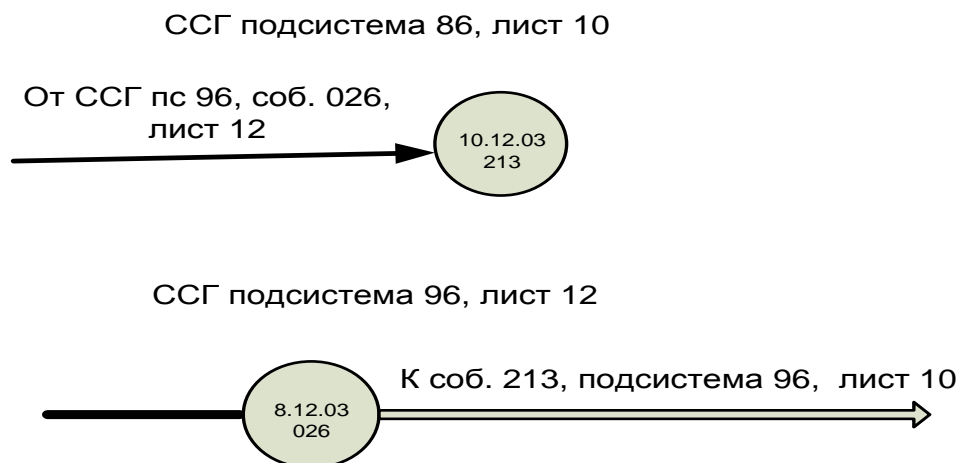 ССГ подсистема 86, лист 10
От ССГ пс 96, соб. 026,
лист 12
10.12.03
213
ССГ подсистема 96, лист 12
К соб. 213, подсистема 96, лист 10
8.12.03
026